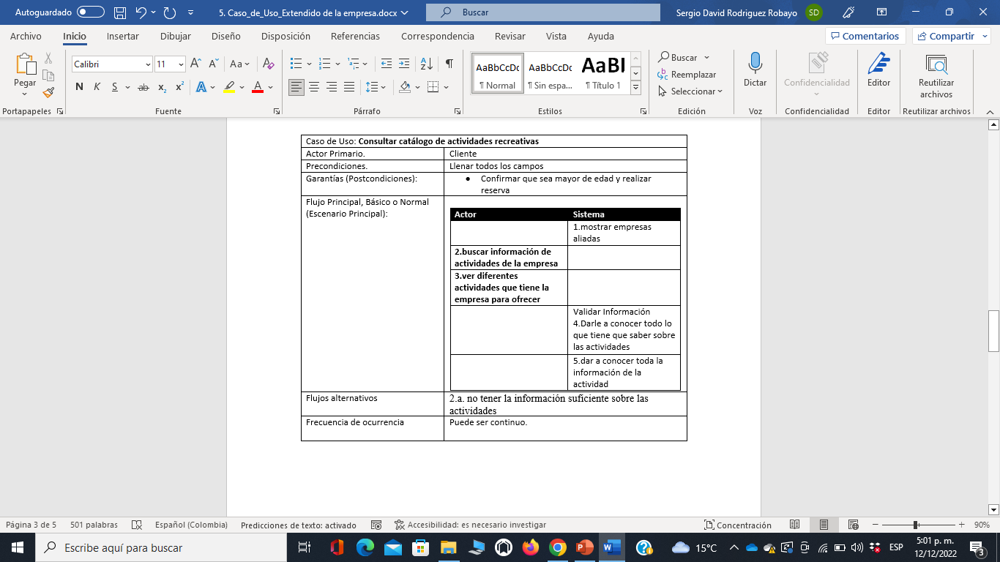 Autoguardado
5. Caso_de_Uso_Extendido de la empresa.docx
Buscar
Sergio David Rodriguez Robayo
SD
Archivo Inicio Insertar Dibujar Diseño Disposición Referencias Correspondencia Revisar Vista Ayuda
Comentarios
Compartir
Pegar
Portapapeles
Calibri 11
Aa
N K S ab x₂ x²
Fuente
Párrafo
AaBbCcDc AaBbCcDc AaBl
¶ Normal ¶ Sin espa... ¶ Título 1
Estilos
Buscar
Reemplazar
Seleccionar
Edición
Dictar
Voz
Confidencialidad
Confidencialidad
Editor
Editor
Reutilizar
archivos
Reutilizar archivos
Caso de Uso: Consultar catálogo de actividades recreativas
Actor Primario.
Cliente
Precondiciones.
Llenar todos los campos
Garantías (Postcondiciones):
● Confirmar que sea mayor de edad y realizar
reserva
Flujo Principal, Básico o Normal
(Escenario Principal):
Actor
Sistema
1.mostrar empresas
aliadas
2.buscar información de
actividades de la empresa
3.ver diferentes
actividades que tiene la
empresa para ofrecer
Validar Información
4.Darle a conocer todo lo
que tiene que saber sobre
las actividades
5.dar a conocer toda la
información de la
actividad
Flujos alternativos
2.a. no tener la información suficiente sobre las
actividades
Frecuencia de ocurrencia
Puede ser continuo.
Página 3 de 5
501 palabras
Español (Colombia)
Predicciones de texto: activado
Accesibilidad: es necesario investigar
Concentración
90%
Escribe aquí para buscar
15°C
ESP
5:01 p. m.
12/12/2022
3